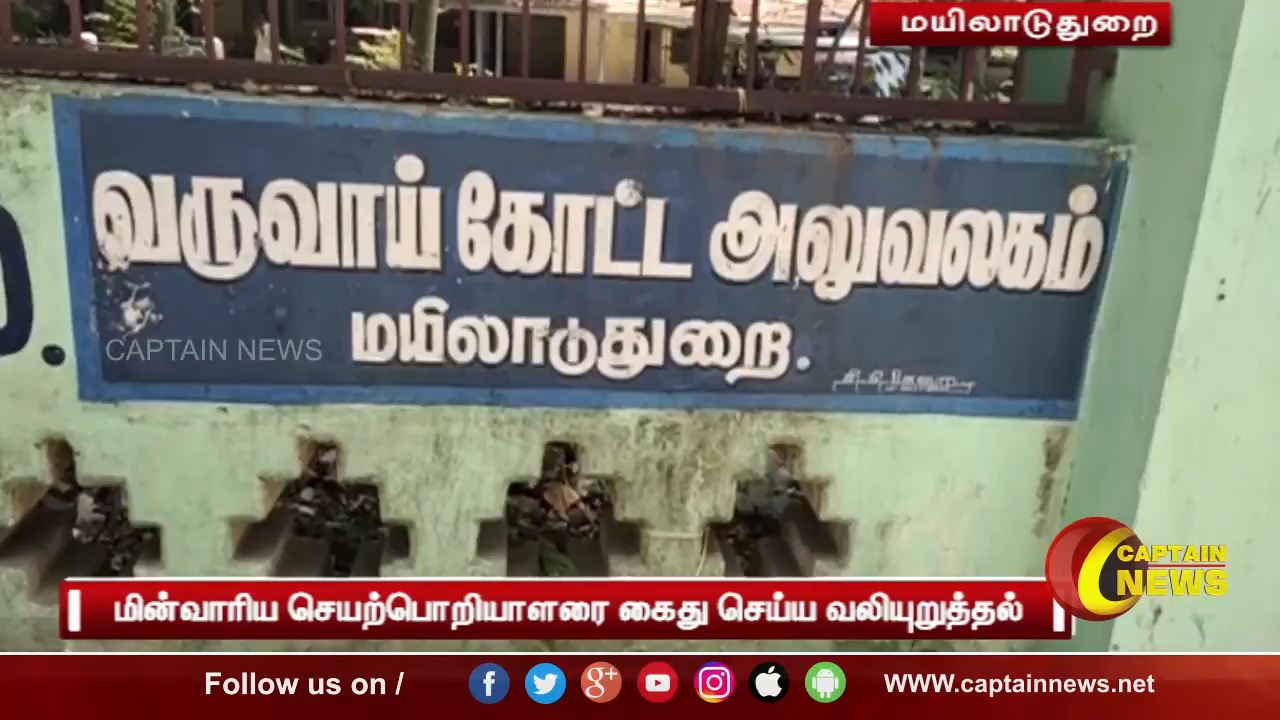 மயிலாடுதுறை
வருவாய் கோட்ட அலுவலகம்
மயிலாடுதுறை.
CAPTAIN NEWS
CAPTAIN
NEWS
மின்வாரிய செயற்பொறியாளரை கைது செய்ய வலியுறுத்தல்
Follow us on /
WWW.captainnews.net